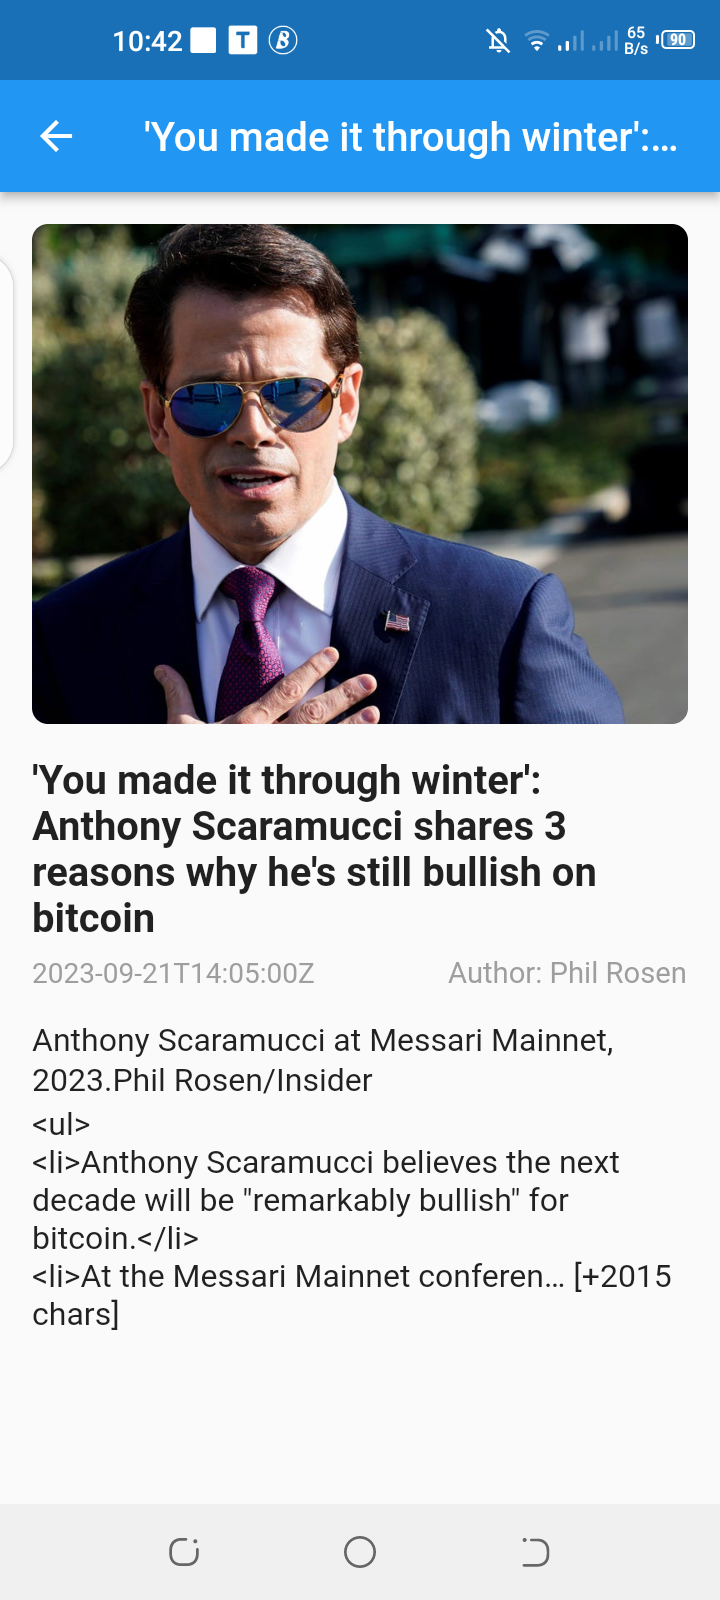 10:42 T B 65 B/s 90
'You made it through winter':...
'You made it through winter':
Anthony Scaramucci shares 3
reasons why he's still bullish on
bitcoin
2023-09-21T14:05:00Z Author: Phil Rosen
Anthony Scaramucci at Messari Mainnet,
2023.Phil Rosen/Insider
<ul>
<li>Anthony Scaramucci believes the next
decade will be "remarkably bullish" for
bitcoin.</li>
<li>At the Messari Mainnet conferen… [+2015
chars]